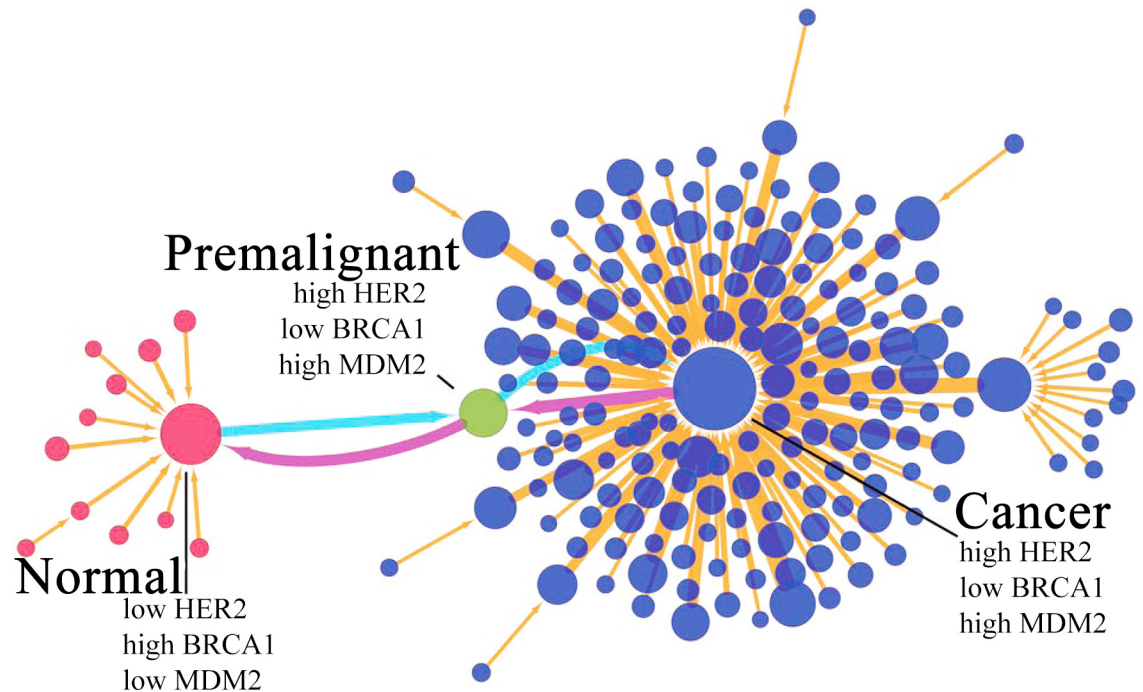 Premalignant
high HER2
low BRCA1
high MDM2
Normal
low HER2
high BRCA1
low MDM2
Cancer
high HER2
low BRCA1
high MDM2